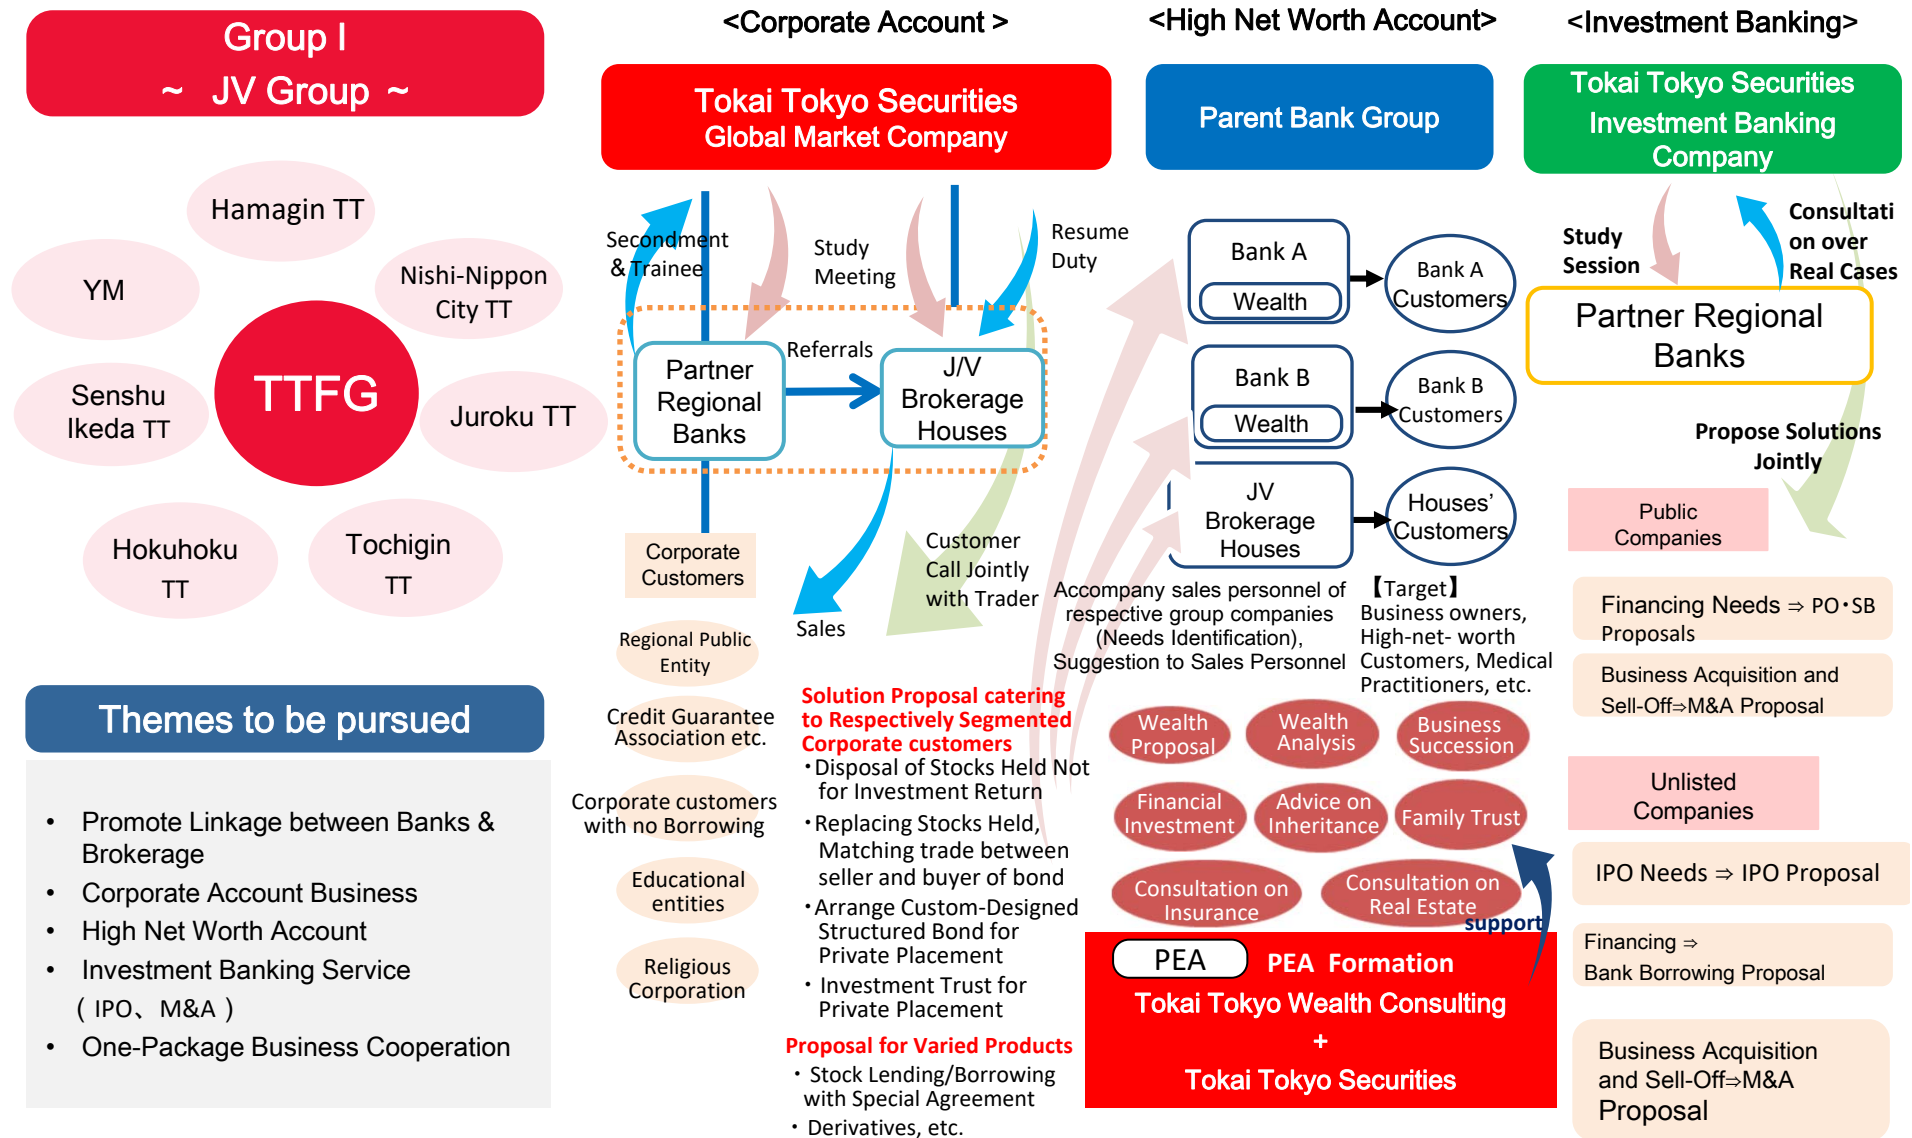 Group I
~ JV Group ~
Hamagin TT
YM
Nishi-Nippon
City TT
TTFG
Senshu
Ikeda TT
Juroku TT
Hokuhoku
TT
Tochigin
TT
Themes to be pursued
• Promote Linkage between Banks &
Brokerage
• Corporate Account Business
• High Net Worth Account
• Investment Banking Service
( IPO、M&A )
• One-Package Business Cooperation
<Corporate Account >
Tokai Tokyo Securities
Global Market Company
Secondment
＆Trainee
Study
Meeting
Resume
Duty
Partner
Regional
Banks
Referrals
J/V
Brokerage
Houses
Corporate
Customers
Sales
Customer
Call Jointly
with Trader
Regional Public
Entity
Credit Guarantee
Association etc.
Corporate customers
with no Borrowing
Educational
entities
Religious
Corporation
Solution Proposal catering
to Respectively Segmented
Corporate customers
・Disposal of Stocks Held Not
for Investment Return
・Replacing Stocks Held,
Matching trade between
seller and buyer of bond
・Arrange Custom-Designed
Structured Bond for
Private Placement
・ Investment Trust for
Private Placement
Proposal for Varied Products
・ Stock Lending/Borrowing
with Special Agreement
・ Derivatives, etc.
<High Net Worth Account>
Parent Bank Group
Bank A
Wealth
Bank A
Customers
Bank B
Wealth
Bank B
Customers
JV
Brokerage
Houses
Houses’
Customers
Accompany sales personnel of
respective group companies
(Needs Identification),
Suggestion to Sales Personnel
【Target】
Business owners,
High-net- worth
Customers, Medical
Practitioners, etc.
Wealth
Proposal
Wealth
Analysis
Business
Succession
Financial
Investment
Advice on
Inheritance
Family Trust
Consultation on
Insurance
Consultation on
Real Estate
support
PEA
PEA Formation
Tokai Tokyo Wealth Consulting
+
Tokai Tokyo Securities
<Investment Banking>
Tokai Tokyo Securities
Investment Banking
Company
Study
Session
Consultati
on over
Real Cases
Partner Regional
Banks
Propose Solutions
Jointly
Public
Companies
Financing Needs ⇒ PO・SB
Proposals
Business Acquisition and
Sell-Off⇒M&A Proposal
Unlisted
Companies
IPO Needs ⇒ IPO Proposal
Financing ⇒
Bank Borrowing Proposal
Business Acquisition
and Sell-Off⇒M&A
Proposal